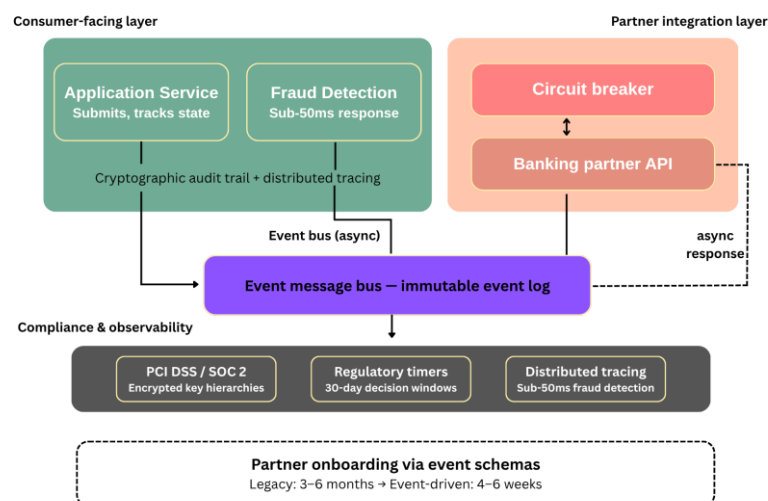 Consumer-facing layer
Partner integration layer
Application Service
Submits, tracks state
Fraud Detection
Sub-50ms response
Circuit breaker
Banking partner API
Cryptographic audit trail + distributed tracing
Event bus (async)
async
response
Event message bus — immutable event log
Compliance & observability
PCI DSS / SOC 2
Encrypted key hierarchies
Regulatory timers
30-day decision windows
Distributed tracing
Sub-50ms fraud detection
Partner onboarding via event schemas
Legacy: 3–6 months → Event-driven: 4–6 weeks